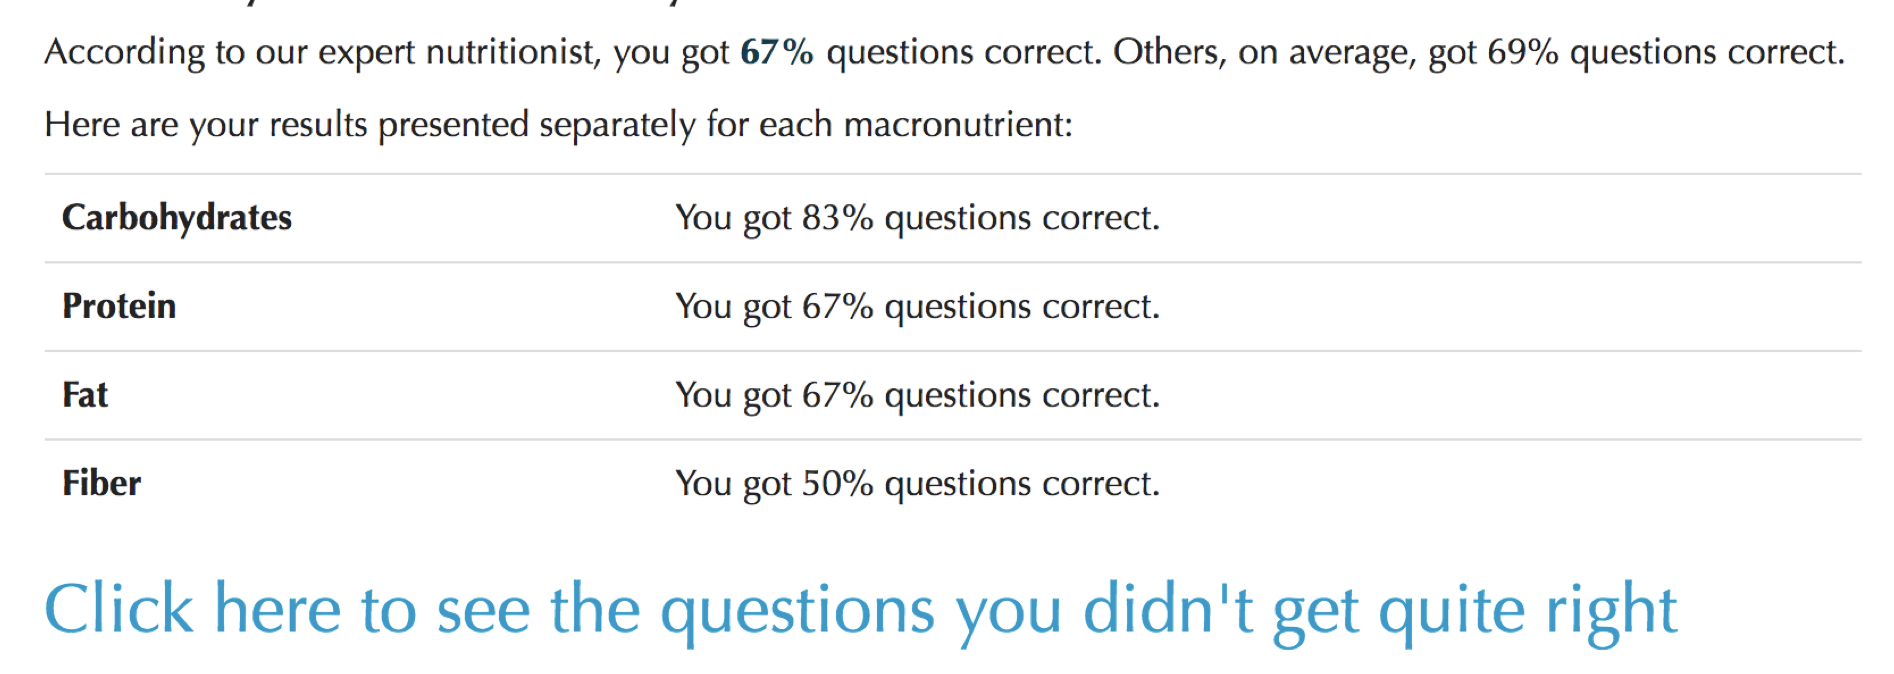 According to our expert nutritionist, you got 67% questions correct. Others, on average, got 69% questions correct.
Here are your results presented separately for each macronutrient:
Carbohydrates You got 83% questions correct.
Protein You got 67% questions correct.
Fat You got 67% questions correct.
Fiber You got 50% questions correct.
Click here to see the questions you didn't get quite right